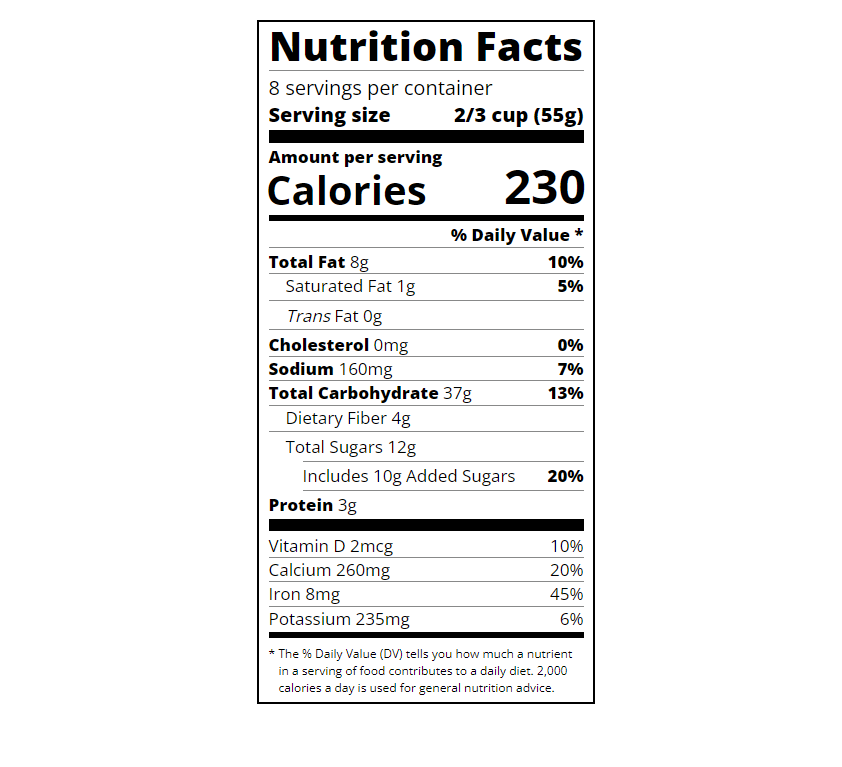 Nutrition Facts
8 servings per container
Serving size 2/3 cup (55g)
Amount per serving
Calories 230
% Daily Value *
Total Fat 8g 10%
Saturated Fat 1g 5%
Trans Fat 0g
Cholesterol 0mg 0%
Sodium 160mg 7%
Total Carbohydrate 37g 13%
Dietary Fiber 4g
Total Sugars 12g
Includes 10g Added Sugars 20%
Protein 3g
Vitamin D 2mcg 10%
Calcium 260mg 20%
Iron 8mg 45%
Potassium 235mg 6%
* The % Daily Value (DV) tells you how much a nutrient
in a serving of food contributes to a daily diet. 2,000
calories a day is used for general nutrition advice.